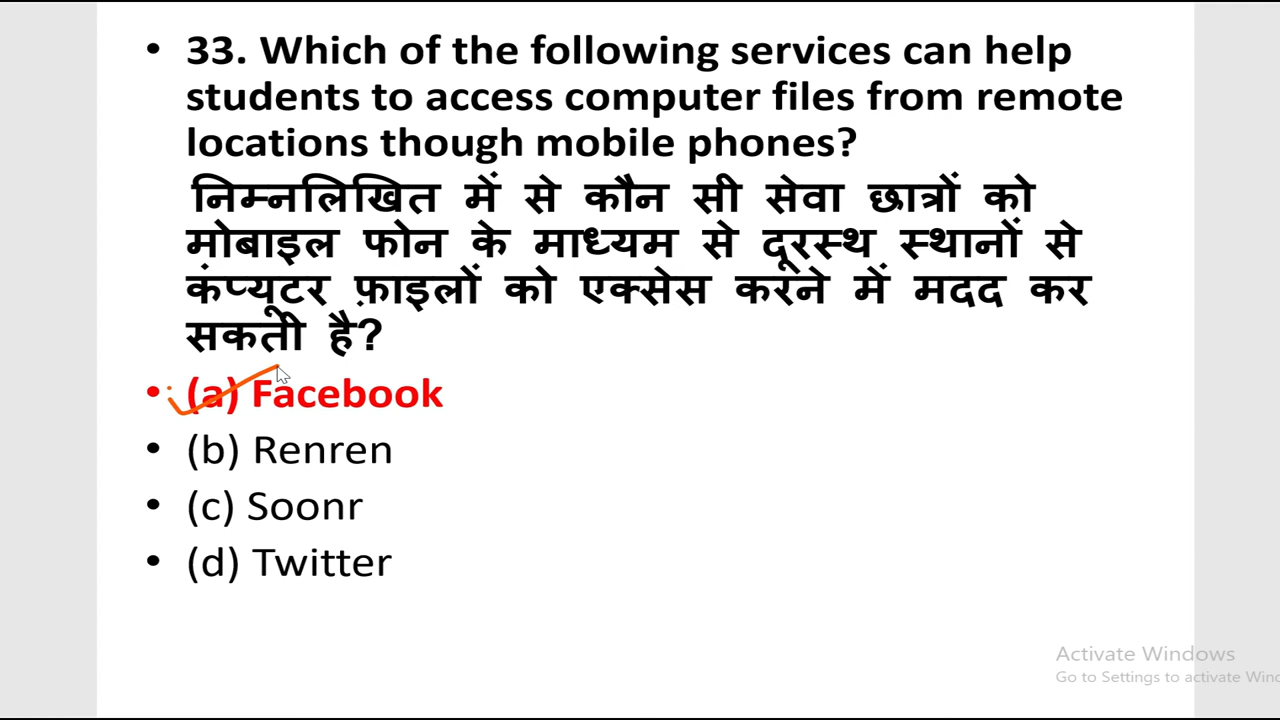 • 33. Which of the following services can help
students to access computer files from remote
locations though mobile phones?
निम्नलिखित में से कौन सी सेवा छात्रों को
मोबाइल फोन के माध्यम से दूरस्थ स्थानों से
कंप्यूटर फ़ाइलों को एक्सेस करने में मदद कर
सकती है?
• (a) Facebook
• (b) Renren
• (c) Soonr
• (d) Twitter
Activate Windows
Go to Settings to activate Wind